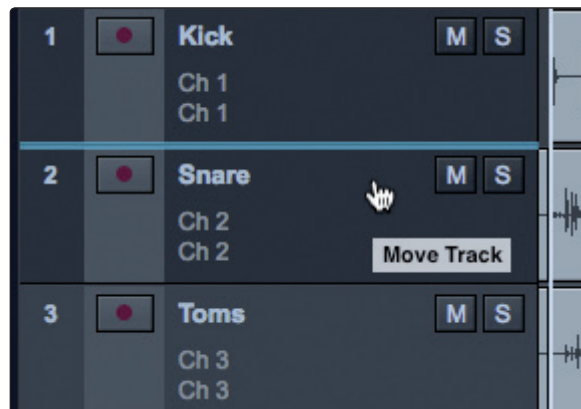 1 Kick M S
Ch 1
Ch 1
2 Snare M S
Ch 2
Ch 2
Move Track
3 Toms M S
Ch 3
Ch 3